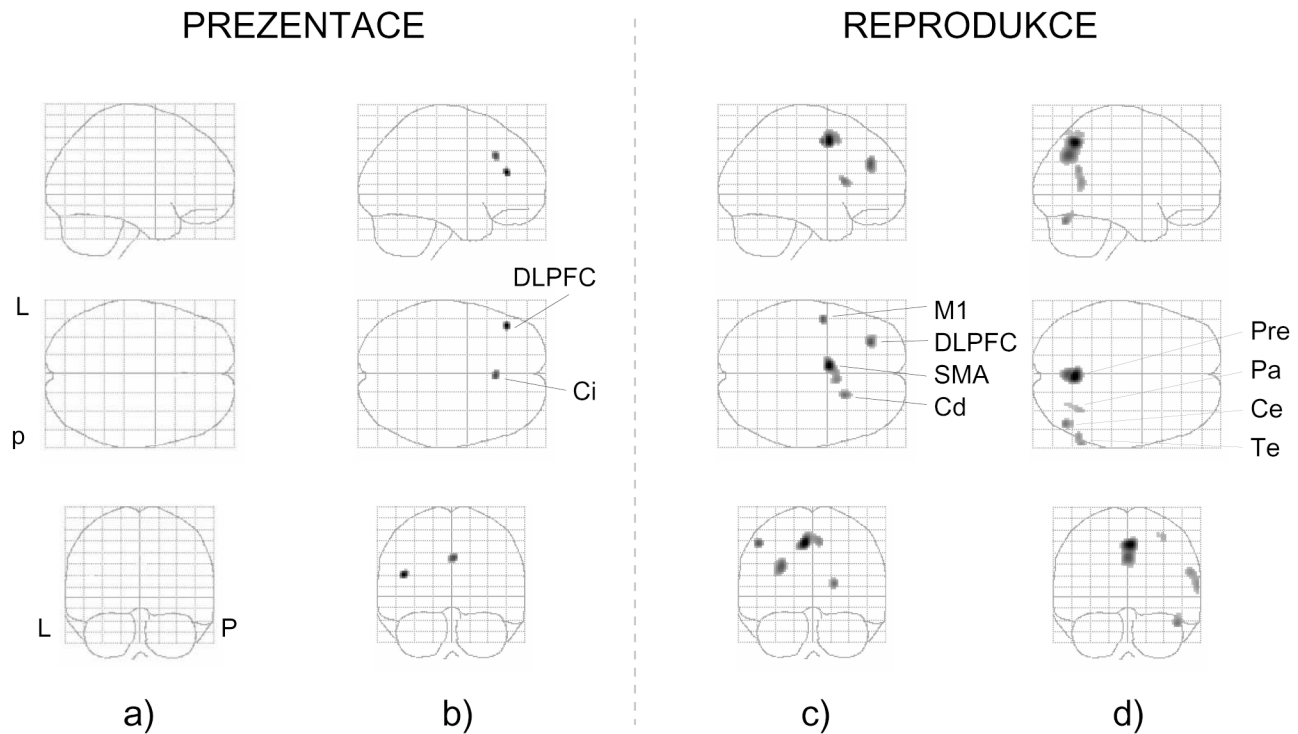 PREZENTACE
REPRODUKCE
DLPFC
Ci
L
p
M1
DLPFC
SMA
Cd
Pre
Pa
Ce
Te
L
P
a)
b)
c)
d)